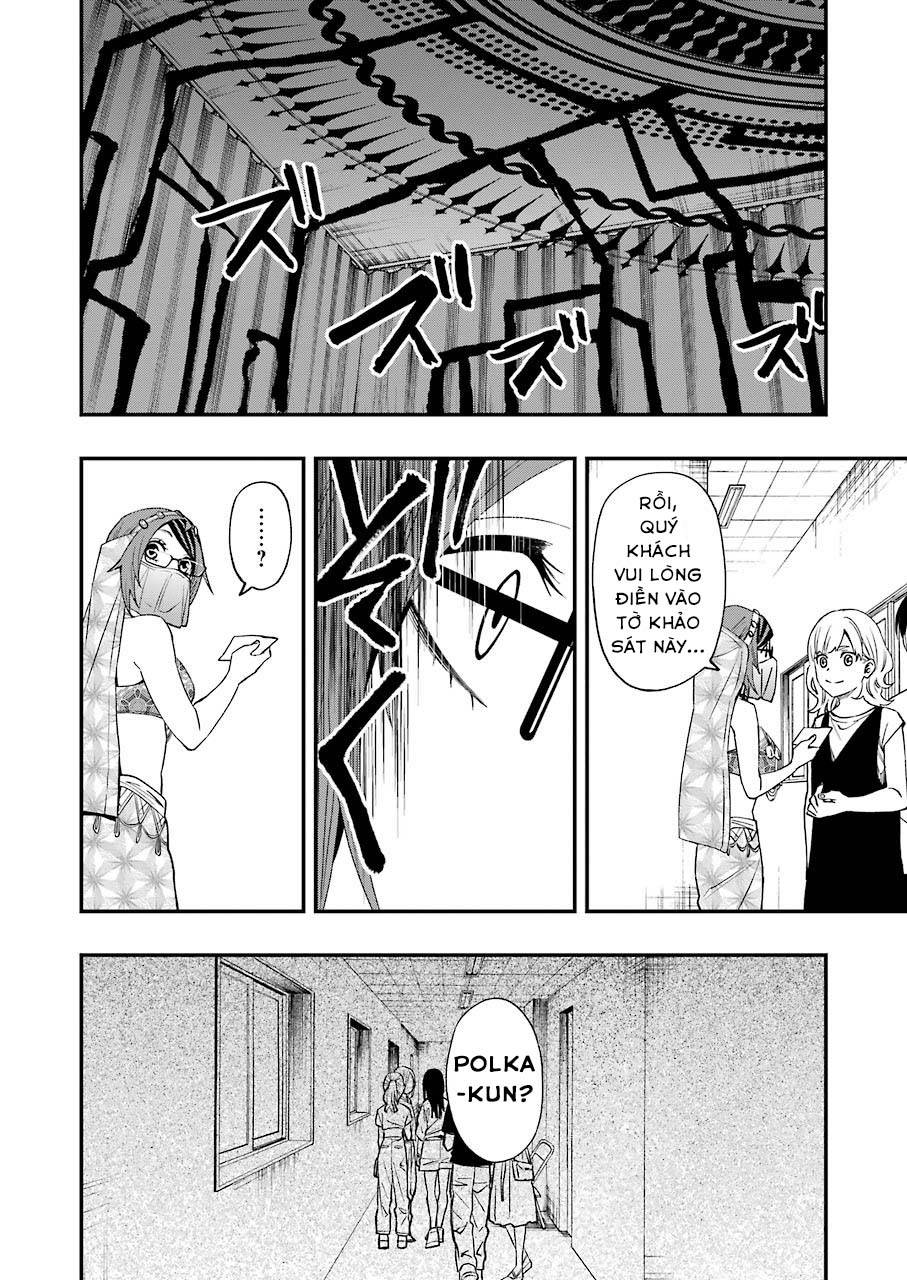 ズ
ズ
ズ
ズ
RỒI,
QUÝ
KHÁCH
VUI LÒNG
ĐIỀN VÀO
TỜ KHẢO
SÁT NÀY...
ぞくっ
……
?
POLKA
-KUN?